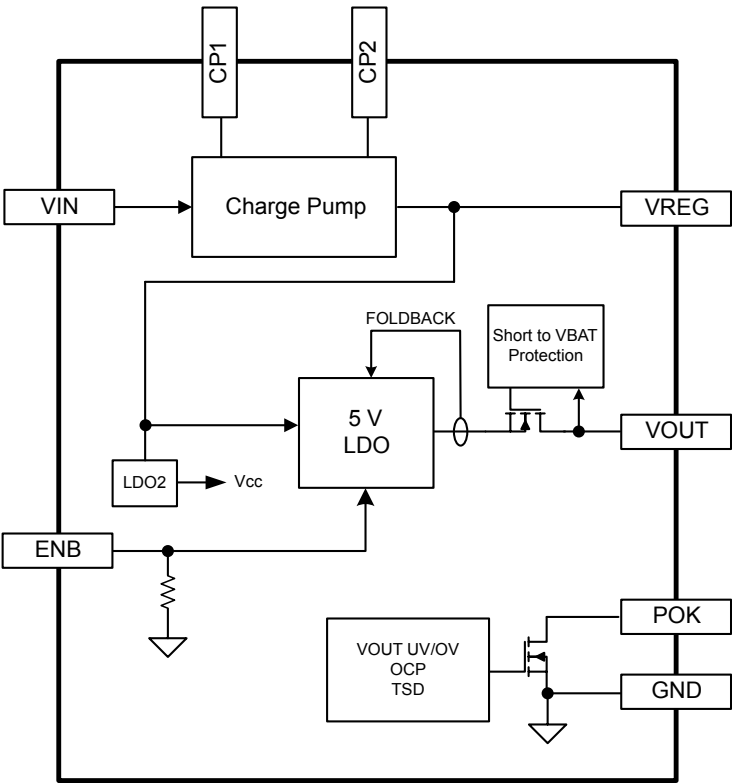 CP1
CP2
VIN
Charge Pump
VREG
FOLDBACK
Short to VBAT
Protection
5 V
LDO
VOUT
LDO2
Vcc
ENB
POK
VOUT UV/OV
OCP
TSD
GND